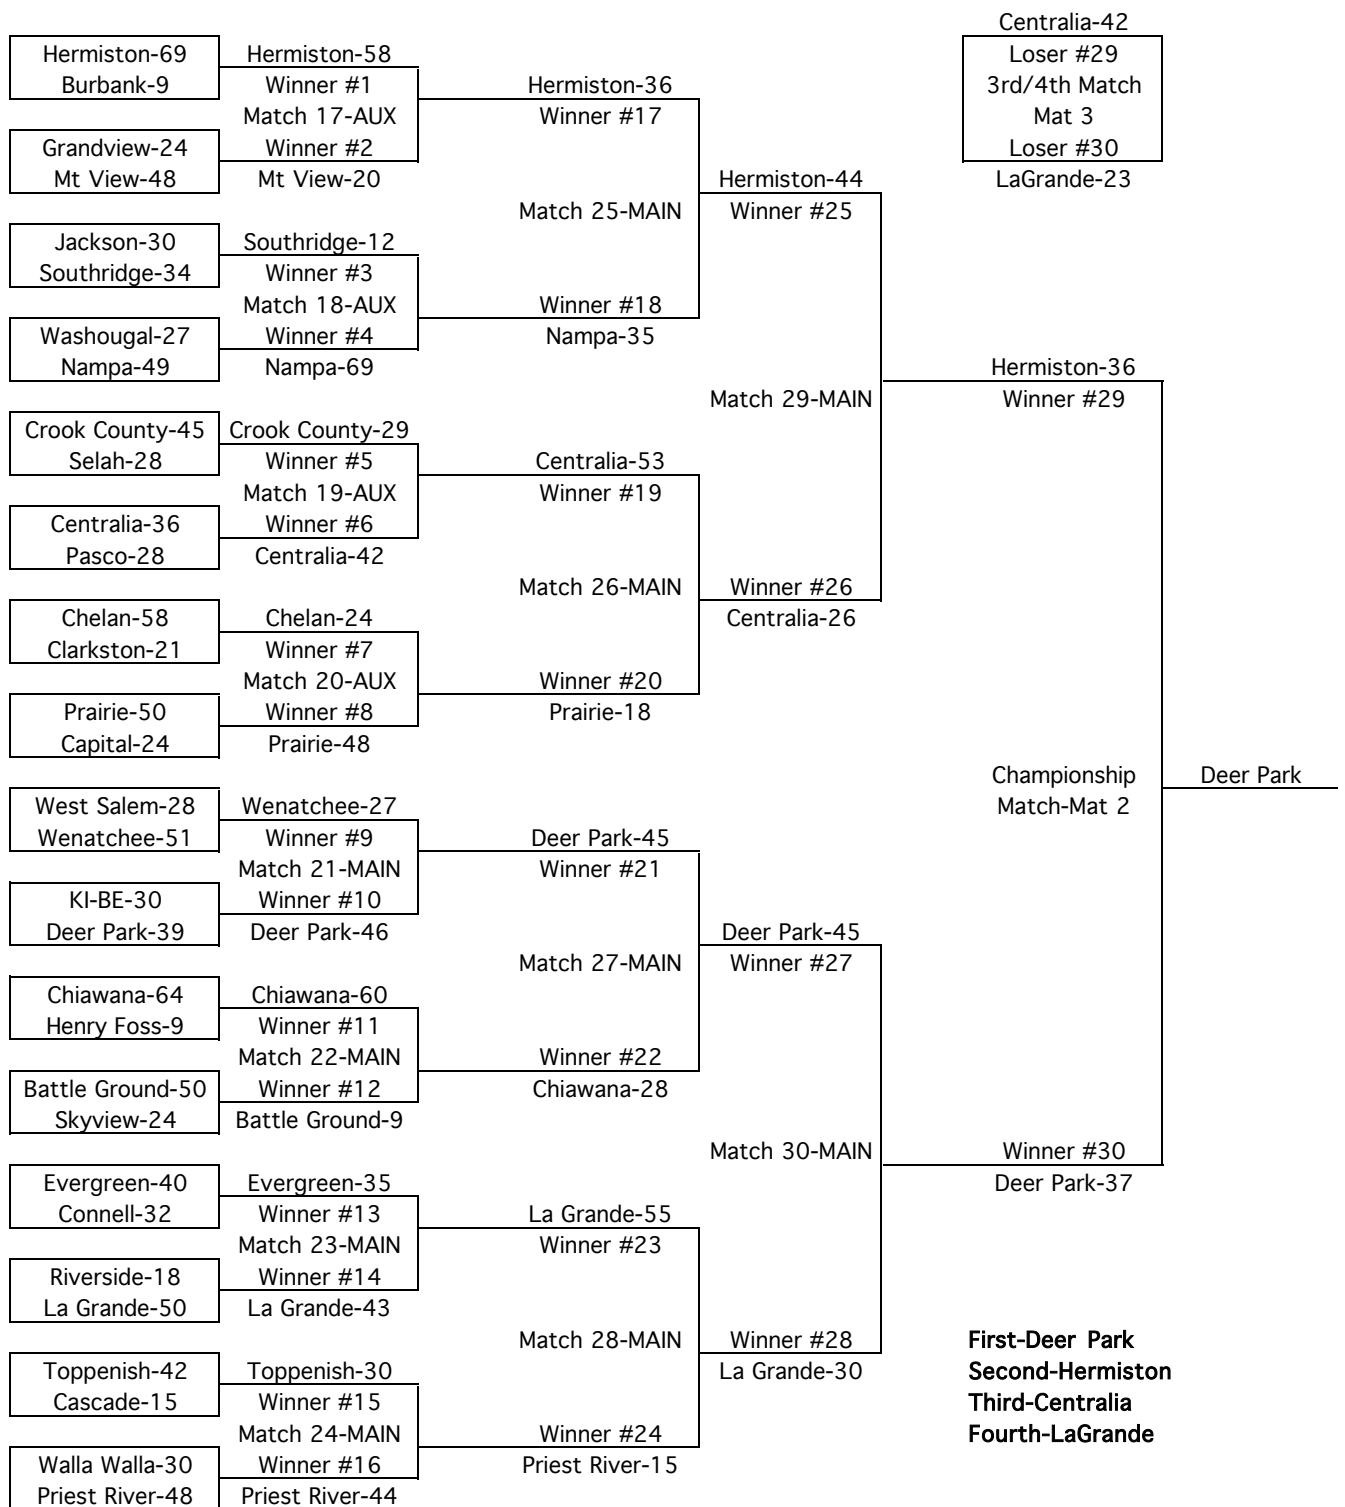 Centralia-42
Hermiston-69
Hermiston-58
Loser #29
Burbank-9
Winner #1
Hermiston-36
3rd/4th Match
Match 17-AUX
Winner #17
Mat 3
Grandview-24
Winner #2
Loser #30
Mt View-48
Mt View-20
Hermiston-44
LaGrande-23
Match 25-MAIN
Winner #25
Jackson-30
Southridge-12
Southridge-34
Winner #3
Match 18-AUX
Winner #18
Washougal-27
Winner #4
Nampa-35
Nampa-49
Nampa-69
Hermiston-36
Match 29-MAIN
Winner #29
Crook County-45
Crook County-29
Selah-28
Winner #5
Centralia-53
Match 19-AUX
Winner #19
Centralia-36
Winner #6
Pasco-28
Centralia-42
Match 26-MAIN
Winner #26
Chelan-58
Chelan-24
Centralia-26
Clarkston-21
Winner #7
Match 20-AUX
Winner #20
Prairie-50
Winner #8
Prairie-18
Capital-24
Prairie-48
Championship
Deer Park
West Salem-28
Wenatchee-27
Match-Mat 2
Wenatchee-51
Winner #9
Deer Park-45
Match 21-MAIN
Winner #21
KI-BE-30
Winner #10
Deer Park-39
Deer Park-46
Deer Park-45
Match 27-MAIN
Winner #27
Chiawana-64
Chiawana-60
Henry Foss-9
Winner #11
Match 22-MAIN
Winner #22
Battle Ground-50
Winner #12
Chiawana-28
Skyview-24
Battle Ground-9
Match 30-MAIN
Winner #30
Evergreen-40
Evergreen-35
Deer Park-37
Connell-32
Winner #13
La Grande-55
Match 23-MAIN
Winner #23
Riverside-18
Winner #14
La Grande-50
La Grande-43
Match 28-MAIN
Winner #28
First-Deer Park
Toppenish-42
Toppenish-30
La Grande-30
Second-Hermiston
Cascade-15
Winner #15
Third-Centralia
Match 24-MAIN
Winner #24
Fourth-LaGrande
Walla Walla-30
Winner #16
Priest River-15
Priest River-48
Priest River-44